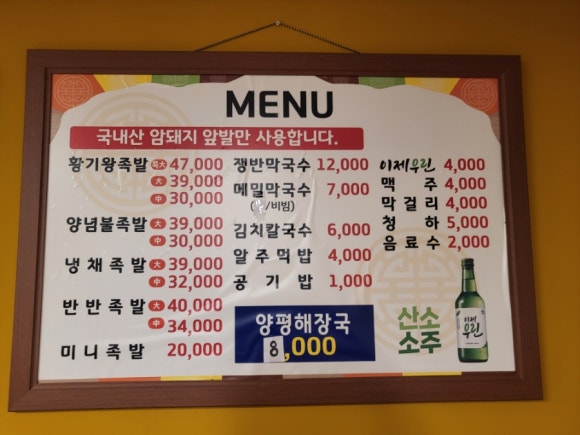 MENU
국내산 암돼지 앞발만 사용합니다.
황기왕족발 특大 47,000
大 39,000
中 30,000
양념불족발 大 39,000
中 30,000
냉채족발 大 39,000
中 32,000
반반족발 大 40,000
中 34,000
미니족발 20,000
쟁반막국수 12,000
메밀막국수 7,000
(물/비빔)
김치칼국수 6,000
알주먹밥 4,000
공기밥 1,000
양평해장국
8,000
이제우린 4,000
맥주 4,000
막걸리 4,000
청하 5,000
음료수 2,000
산소
소주
이제
우린